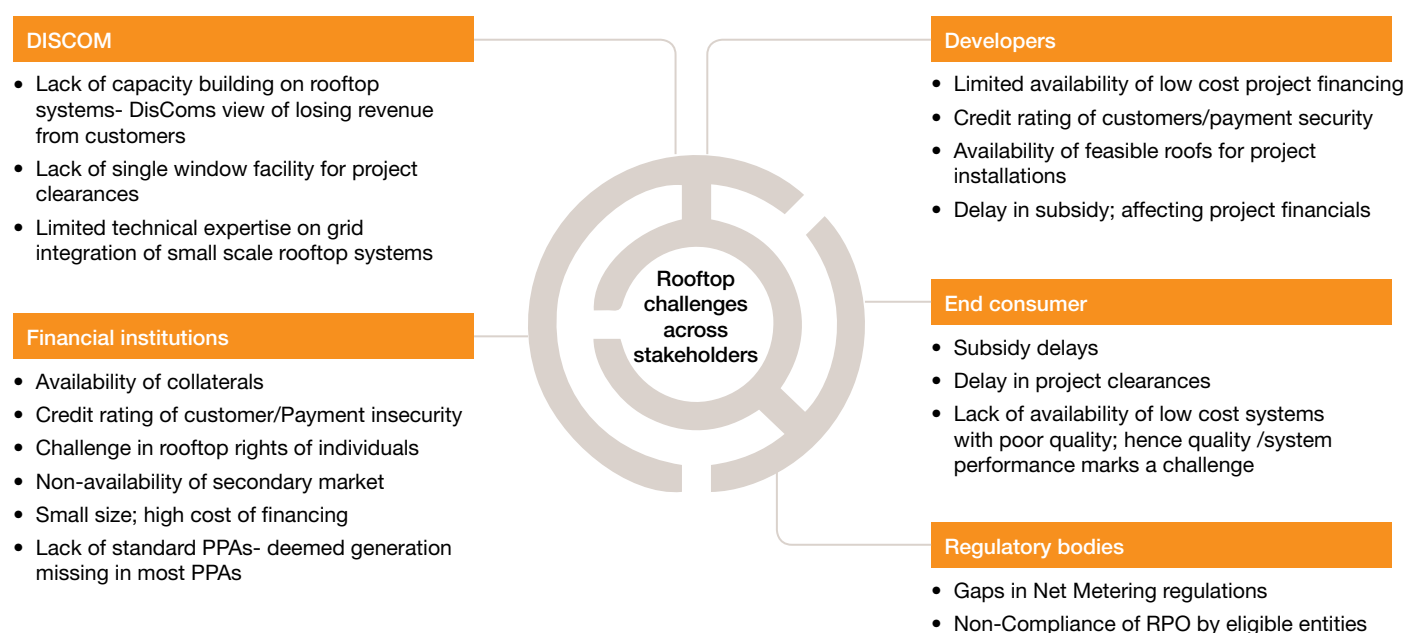 DISCOM
• Lack of capacity building on rooftop
systems- DisComs view of losing revenue
from customers
• Lack of single window facility for project
clearances
• Limited technical expertise on grid
integration of small scale rooftop systems
Financial institutions
• Availability of collaterals
• Credit rating of customer/Payment insecurity
• Challenge in rooftop rights of individuals
• Non-availability of secondary market
• Small size; high cost of financing
• Lack of standard PPAs- deemed generation
missing in most PPAs
Rooftop
challenges
across
stakeholders
Developers
• Limited availability of low cost project financing
• Credit rating of customers/payment security
• Availability of feasible roofs for project
installations
• Delay in subsidy; affecting project financials
End consumer
• Subsidy delays
• Delay in project clearances
• Lack of availability of low cost systems
with poor quality; hence quality /system
performance marks a challenge
Regulatory bodies
• Gaps in Net Metering regulations
• Non-Compliance of RPO by eligible entities